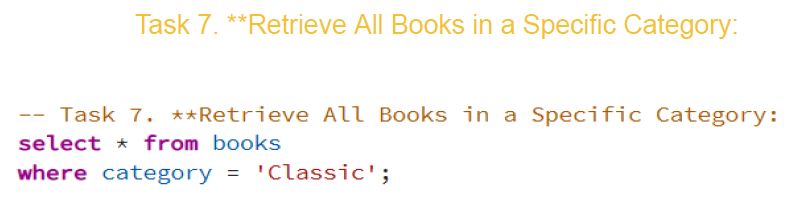 Task 7. **Retrieve All Books in a Specific Category:
-- Task 7. **Retrieve All Books in a Specific Category:
select * from books
where category = 'Classic';